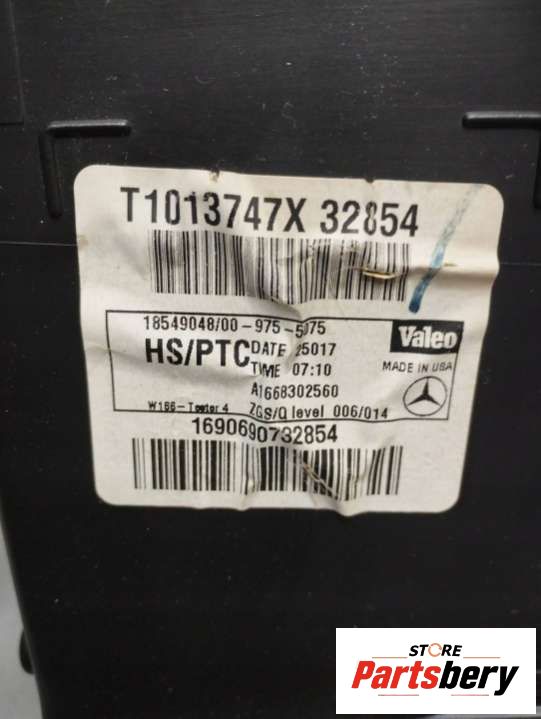 T1013747X 32854
18549048/00-975-5075
HS/PTC DATE 25017
TIME 07:10
A1668302560
W166-Tester 4 ZGS/Q level 006/014
Valeo
MADE IN USA
1690690732854
STORE
Partsbery